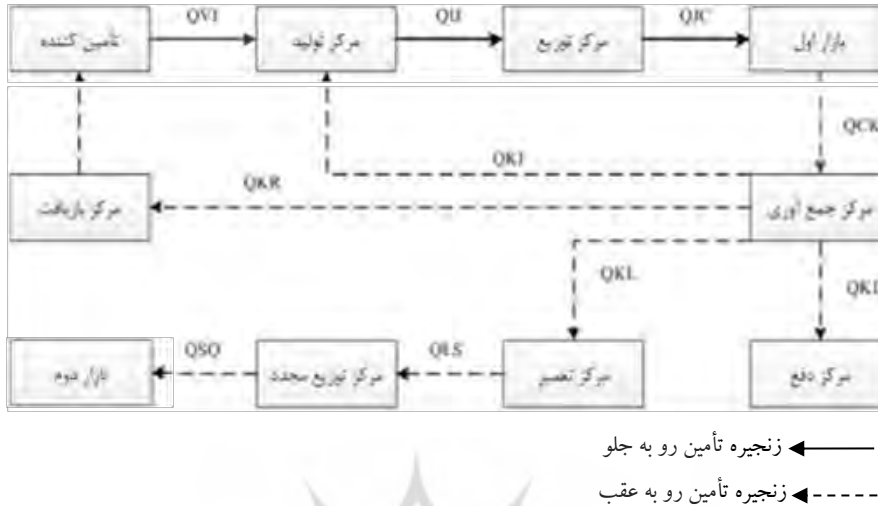 QVI
QIJ
QJC
تأمین کننده
مرکز تولید
مرکز توزیع
بازار اول
QCK
QKI
QKR
مرکز بازیافت
مرکز جمع آوری
QKL
QSQ
QLS
بازار دوم
مرکز توزیع مجدد
مرکز تعمیر
مرکز دفع
زنجیره تأمین رو به جلو
زنجیره تأمین رو به عقب